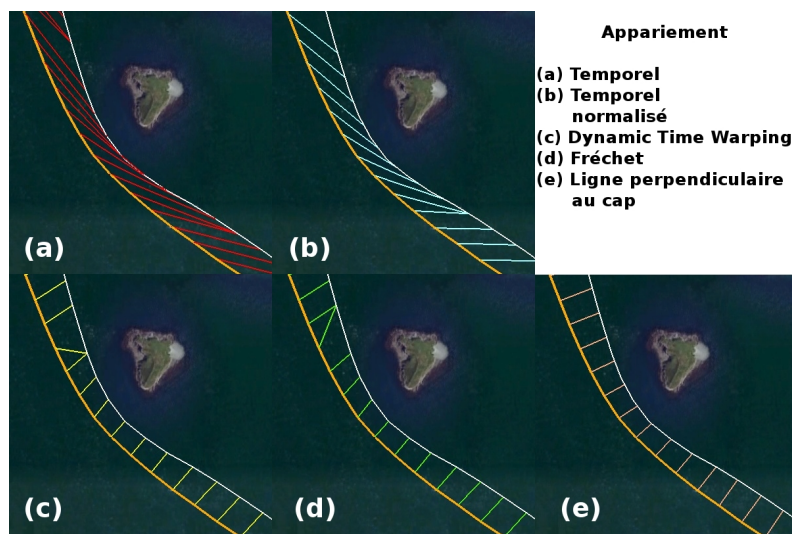 Appariement
(a) Temporel
(b) Temporel
normalisé
(c) Dynamic Time Warping
(d) Fréchet
(e) Ligne perpendiculaire
au cap
(a)
(b)
(c)
(d)
(e)